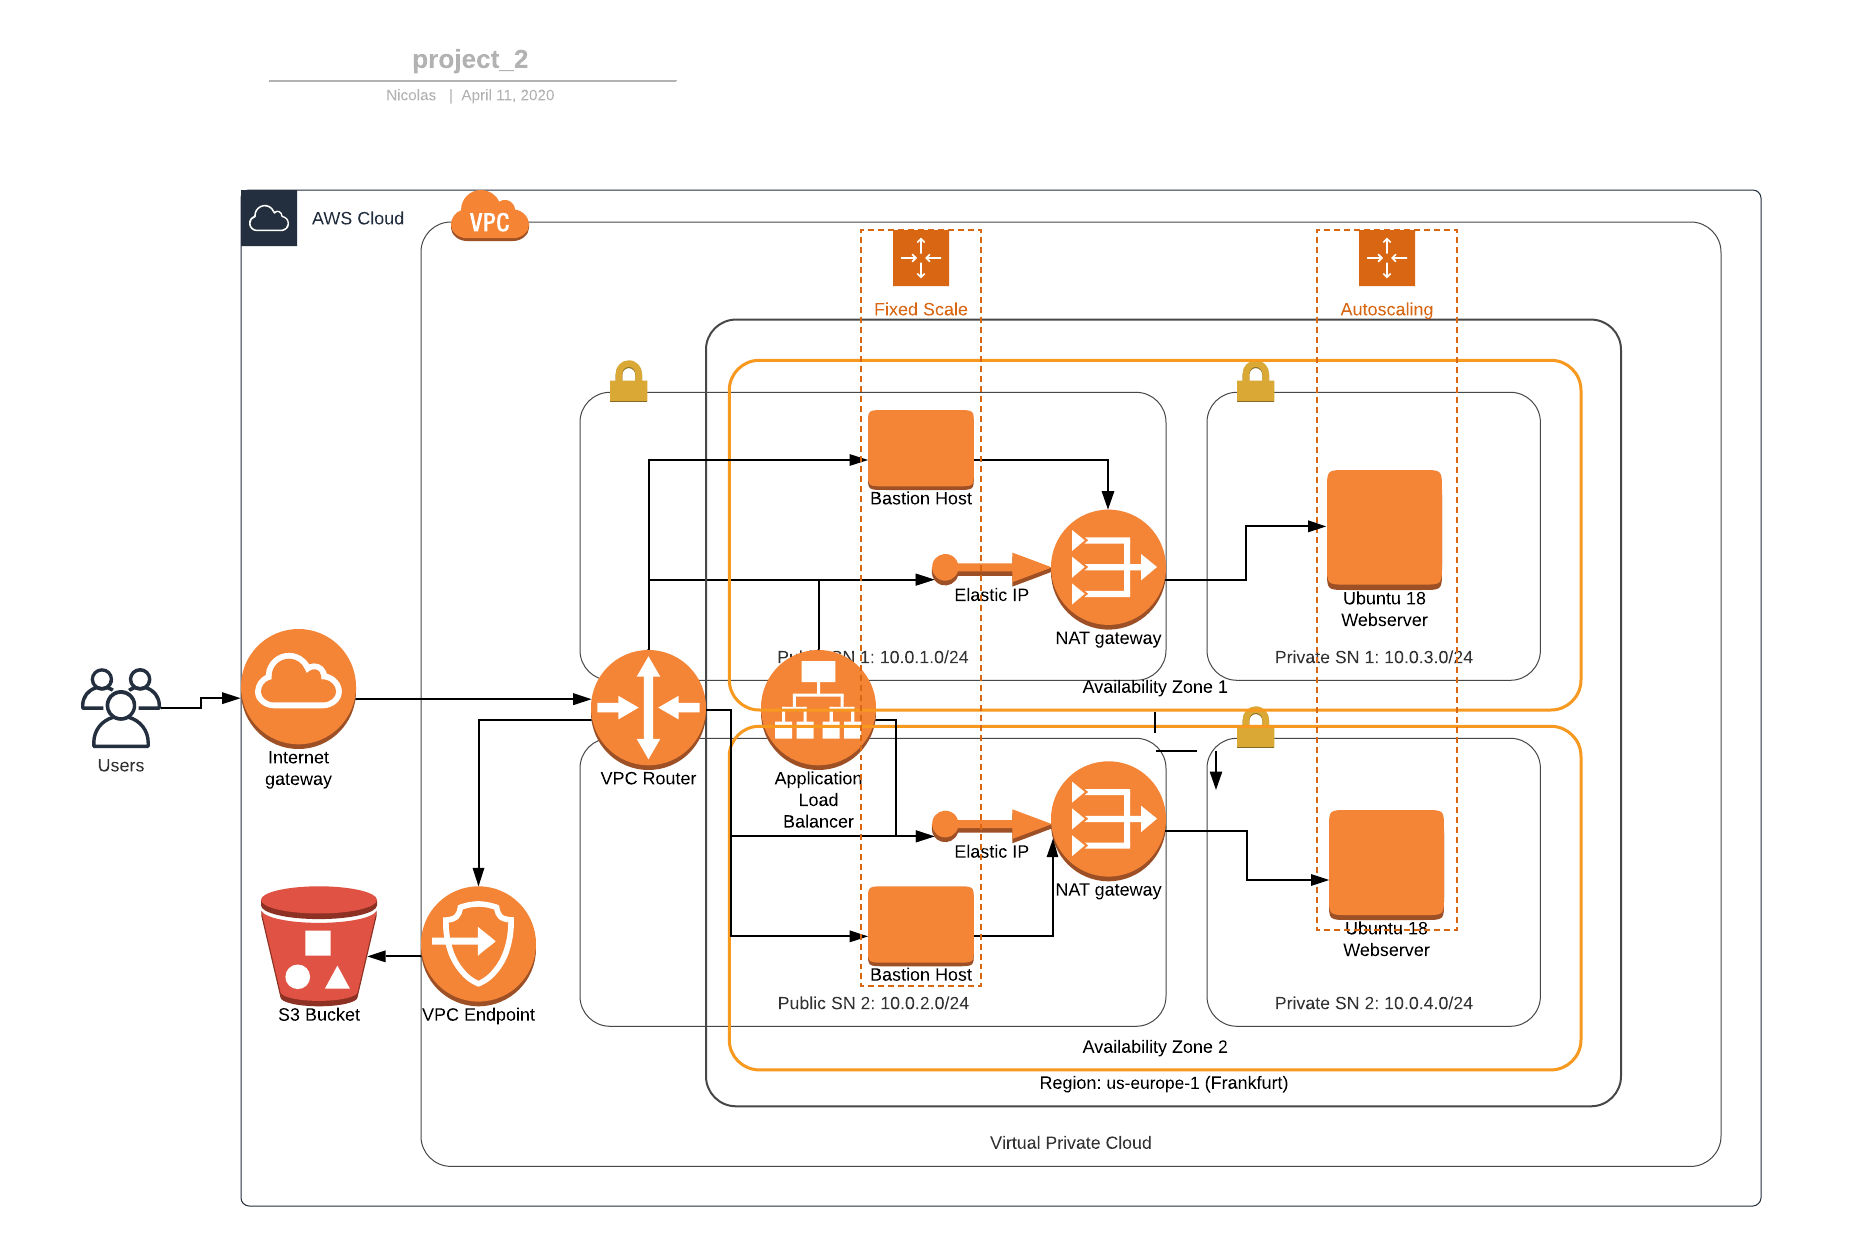 project_2
Nicolas | April 11, 2020
AWS Cloud
VPC
Fixed Scale
Autoscaling
Bastion Host
Elastic IP
NAT gateway
Ubuntu 18
Webserver
SN 1: 10.0.1.0/24
Private SN 1: 10.0.3.0/24
Availability Zone 1
Users
Internet
gateway
VPC Router
Application
Load
Balancer
Elastic IP
NAT gateway
Ubuntu 18
Webserver
Bastion Host
Public SN 2: 10.0.2.0/24
Private SN 2: 10.0.4.0/24
S3 Bucket
VPC Endpoint
Availability Zone 2
Region: us-europe-1 (Frankfurt)
Virtual Private Cloud